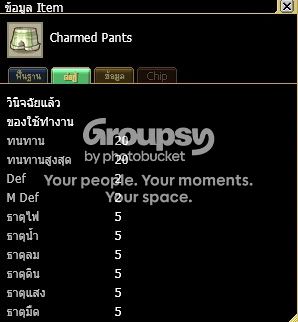 ข้อมูล Item
Charmed Pants
พื้นฐาน ต่อสู้ ข้อมูล Chip
วินิจฉัยแล้ว
ของใช้ทำงาน
ทนทาน 20
ทนทานสูงสุด 20
Def 2
M Def 2
ธาตุไฟ 5
ธาตุน้ำ 5
ธาตุลม 5
ธาตุดิน 5
ธาตุแสง 5
ธาตุมืด 5
Groupsy
by photobucket
Your people. Your moments.
Your space.